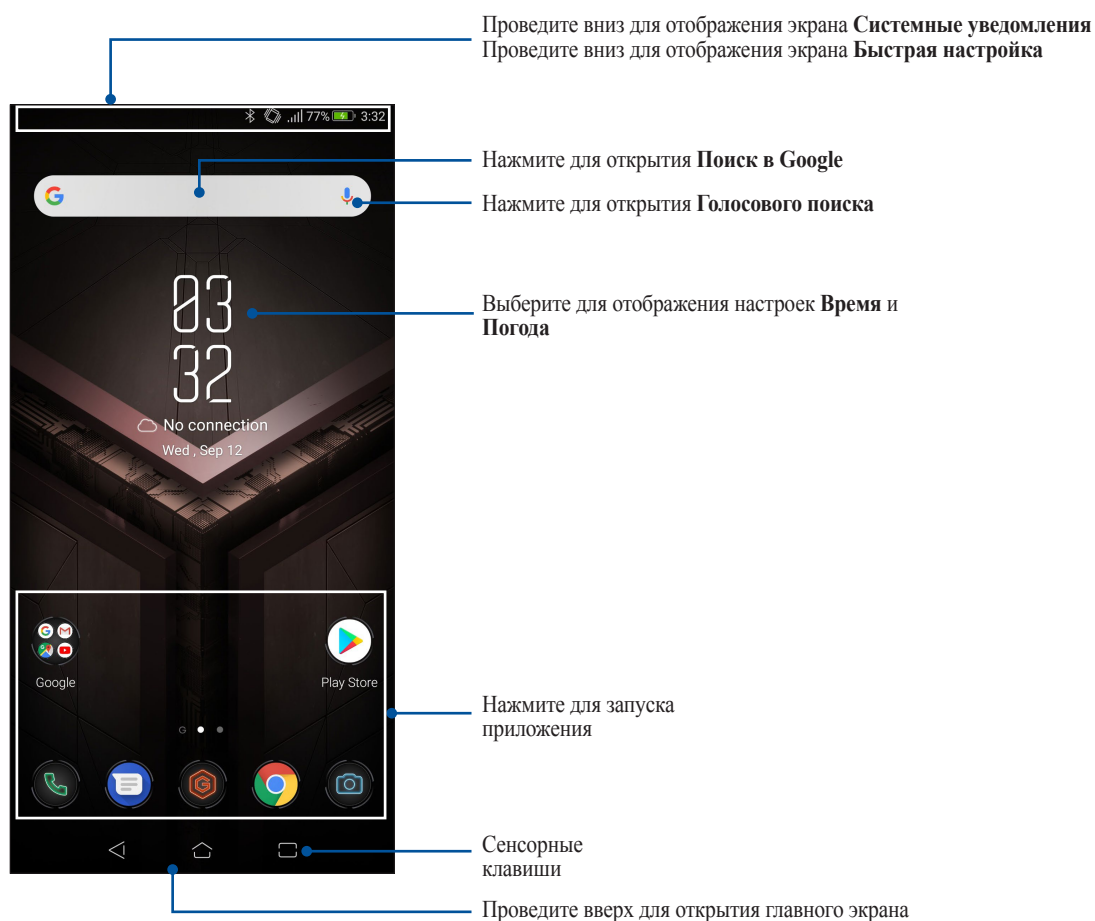 Проведите вниз для отображения экрана Системные уведомления
Проведите вниз для отображения экрана Быстрая настройка
77% 3:32
Нажмите для открытия Поиск в Google
G
Нажмите для открытия Голосового поиска
03
32
Выберите для отображения настроек Время и
Погода
No connection
Wed , Sep 12
Google
Play Store
Нажмите для запуска
приложения
G
Сенсорные
клавиши
Проведите вверх для открытия главного экрана